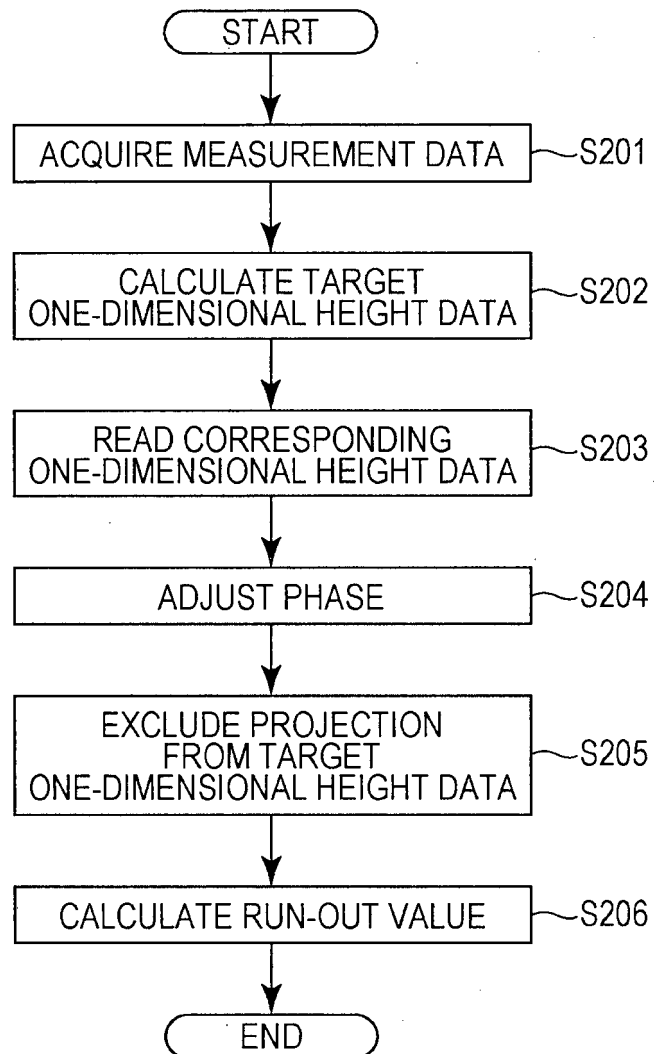 START
ACQUIRE MEASUREMENT DATA
S201
CALCULATE TARGET
ONE-DIMENSIONAL HEIGHT DATA
S202
READ CORRESPONDING
ONE-DIMENSIONAL HEIGHT DATA
S203
ADJUST PHASE
S204
EXCLUDE PROJECTION
FROM TARGET
ONE-DIMENSIONAL HEIGHT DATA
S205
CALCULATE RUN-OUT VALUE
S206
END